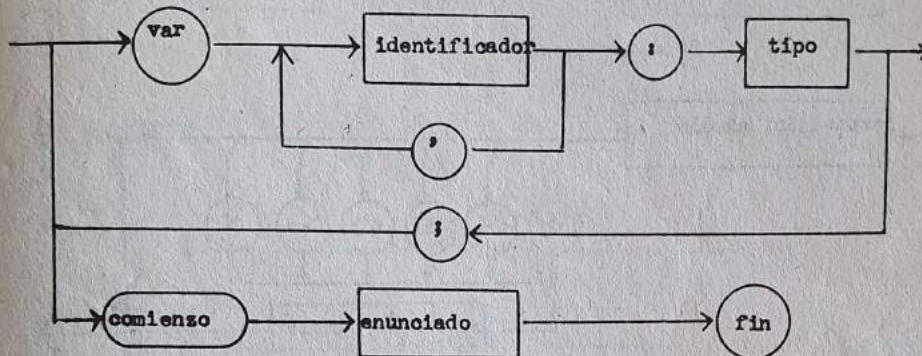 var
identificador
:
tipo
,
;
comienzo
enunciado
fin